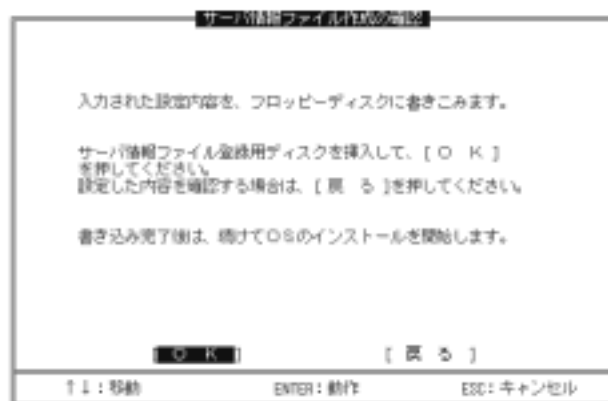 サーバ情報ファイル作成の確認
入力された設定内容を、フロッピーディスクに書きこみます。
サーバ情報ファイル登録用ディスクを挿入して、[ O K ]
を押してください。
設定した内容を確認する場合は、[ 戻 る ]を押してください。
書き込み完了後は、続けてOSのインストールを開始します。
[ O K ] [ 戻 る ]
↑↓:移動 ENTER:動作 ESC:キャンセル